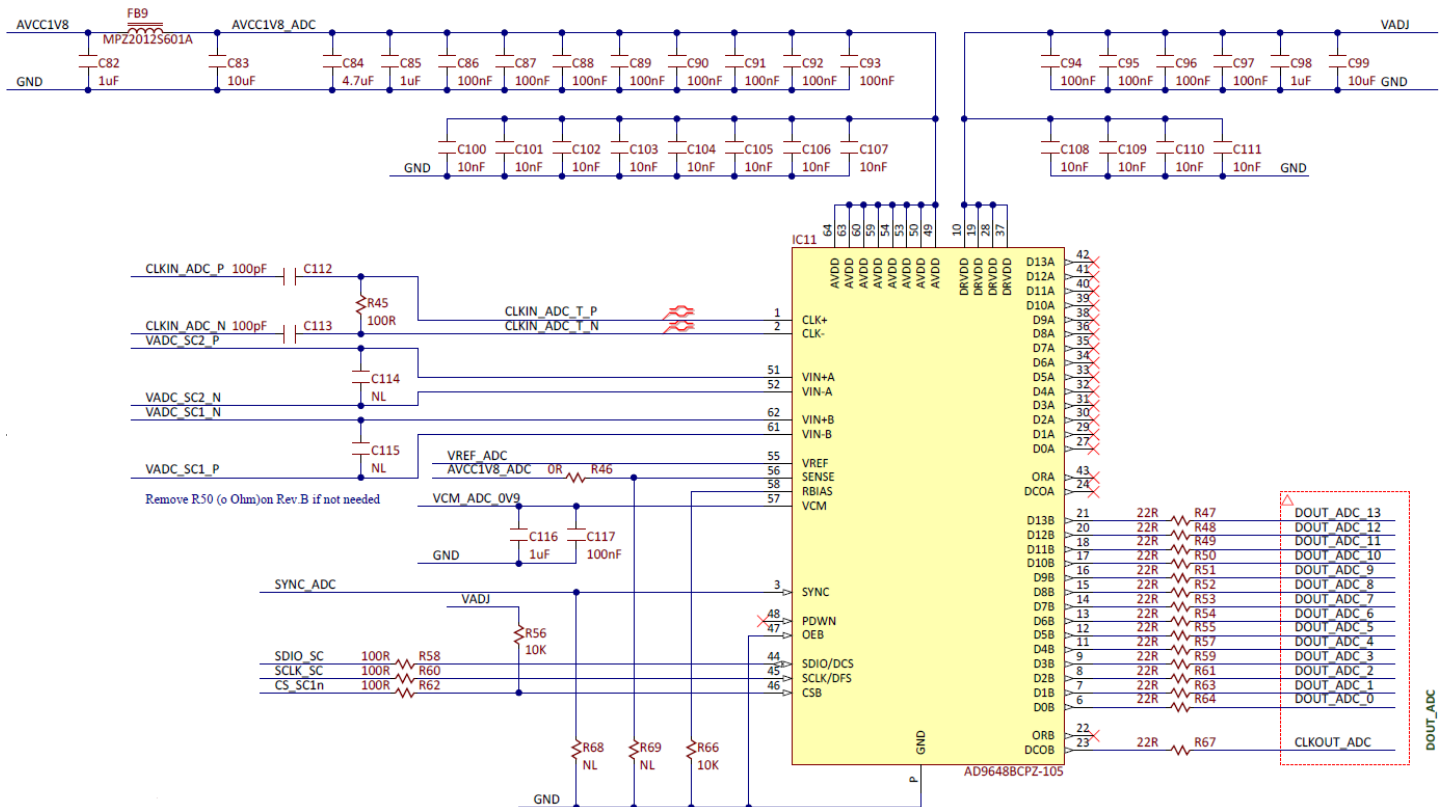 FB9
AVCC1V8 AVCC1V8_ADC VADJ
MPZ2012S601A
C82 C83 C84 C85 C86 C87 C88 C89 C90 C91 C92 C93 C94 C95 C96 C97 C98 C99
1uF 10uF 4.7uF 1uF 100nF 100nF 100nF 100nF 100nF 100nF 100nF 100nF 100nF 100nF 100nF 100nF 1uF 10uF
GND GND
C100 C101 C102 C103 C104 C105 C106 C107 C108 C109 C110 C111
10nF 10nF 10nF 10nF 10nF 10nF 10nF 10nF 10nF 10nF 10nF 10nF
GND GND
64 63 60 59 54 53 50 49 10 19 28 37
IC11
AVDD AVDD AVDD AVDD AVDD AVDD AVDD AVDD DRVDD DRVDD DRVDD DRVDD
D13A 42
D12A 41
D11A 40
D10A 39
D9A 38
D8A 36
D7A 35
D6A 34
D5A 33
D4A 32
D3A 31
D2A 30
D1A 29
D0A 27
ORA 43
DCOA 24
CLKIN_ADC_P 100pF C112
R45
100R
CLKIN_ADC_T_P 1 CLK+
CLKIN_ADC_N 100pF C113 CLKIN_ADC_T_N 2 CLK-
VADC_SC2_P
C114
NL
51 VIN+A
52 VIN-A
VADC_SC2_N
VADC_SC1_N
62 VIN+B
61 VIN-B
C115
NL
VADC_SC1_P
VREF_ADC 55 VREF
AVCC1V8_ADC 0R R46 56 SENSE
58 RBIAS
Remove R50 (o Ohm)on Rev.B if not needed
VCM_ADC_0V9 57 VCM
C116 C117
1uF 100nF
GND
SYNC_ADC 3 SYNC
VADJ
48 PDWN
R56
10K
47 OEB
SDIO_SC 100R R58 44 SDIO/DCS
SCLK_SC 100R R60 45 SCLK/DFS
CS_SC1n 100R R62 46 CSB
D13B 21 22R R47 DOUT_ADC_13
D12B 20 22R R48 DOUT_ADC_12
D11B 18 22R R49 DOUT_ADC_11
D10B 17 22R R50 DOUT_ADC_10
D9B 16 22R R51 DOUT_ADC_9
D8B 15 22R R52 DOUT_ADC_8
D7B 14 22R R53 DOUT_ADC_7
D6B 13 22R R54 DOUT_ADC_6
D5B 12 22R R55 DOUT_ADC_5
D4B 11 22R R57 DOUT_ADC_4
D3B 9 22R R59 DOUT_ADC_3
D2B 8 22R R61 DOUT_ADC_2
D1B 7 22R R63 DOUT_ADC_1
D0B 6 22R R64 DOUT_ADC_0
ORB 22
DCOB 23 22R R67 CLKOUT_ADC
DOUT_ADC
R68 R69 R66
NL NL 10K
GND
P
AD9648BCPZ-105
GND